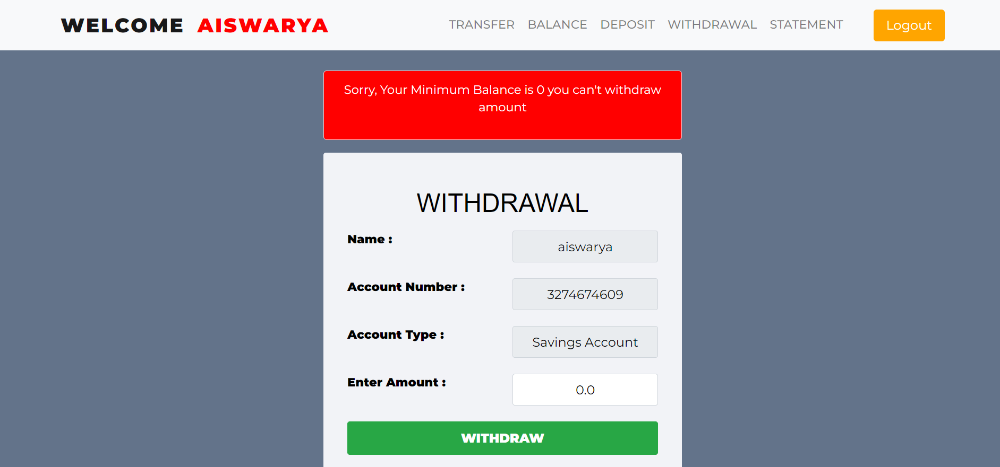 WELCOME AISWARYA
TRANSFER BALANCE DEPOSIT WITHDRAWAL STATEMENT Logout
Sorry, Your Minimum Balance is 0 you can't withdraw
amount
WITHDRAWAL
Name : aiswarya
Account Number : 3274674609
Account Type : Savings Account
Enter Amount : 0.0
WITHDRAW